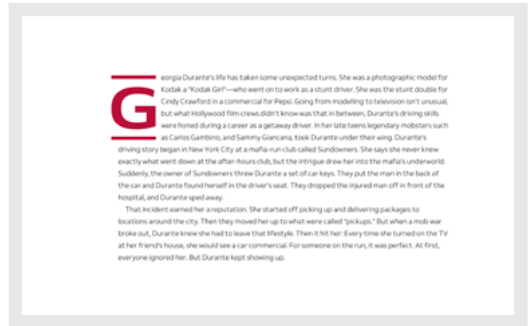 Georgia Durante's life has taken some unexpected turns. She was a photographic model for
Kodak a "Kodak Girl"—who went on to work as a stunt driver. She was the stunt double for
Cindy Crawford in a commercial for Pepsi. Going from modelling to television isn't unusual,
but what Hollywood film crews didn't know was that in between, Durante's driving skills
were honed during a career as a getaway driver. In her late teens legendary mobsters such
as Carlos Gambino, and Sammy Giancana, took Durante under their wing. Durante's
driving story began in New York City at a mafia-run club called Sundowners. She says she never knew
exactly what went down at the after-hours club, but the intrigue drew her into the mafia's underworld.
Suddenly, the owner of Sundowners threw Durante a set of car keys. They put the man in the back of
the car and Durante found herself in the driver's seat. They dropped the injured man off in front of the
hospital, and Durante sped away.
That incident earned her a reputation. She started off picking up and delivering packages to
locations around the city. Then they moved her up to what were called "pickups." But when a mob war
broke out, Durante knew she had to leave that lifestyle. Then it hit her: Every time she turned on the TV
at her friend's house, she would see a car commercial. For someone on the run, it was perfect. At first,
everyone ignored her. But Durante kept showing up.